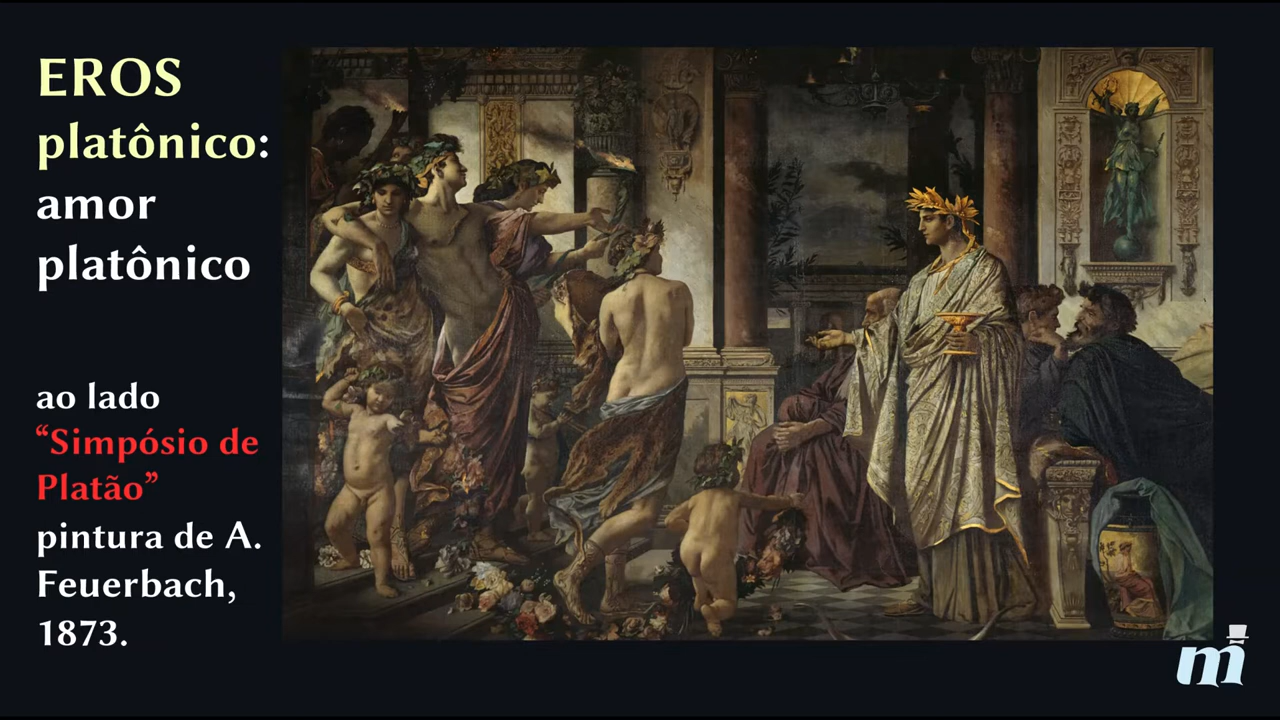 EROS
platônico:
amor
platônico
ao lado
“Simpósio de
Platão”
pintura de A.
Feuerbach,
1873.
m